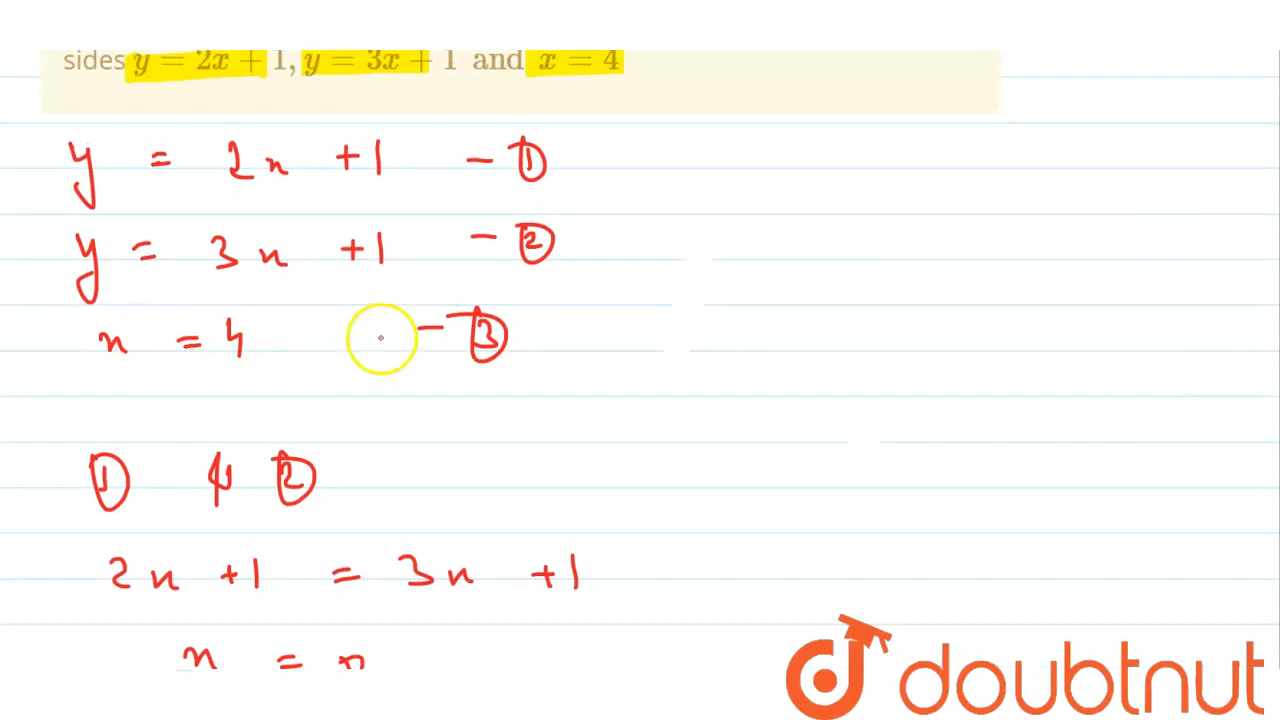 sides y = 2x + 1, y = 3x + 1 and x = 4
y = 2x + 1 - ①
y = 3x + 1 - ②
x = 4 - ③
① & ②
2x + 1 = 3x + 1
x =
doubtnut